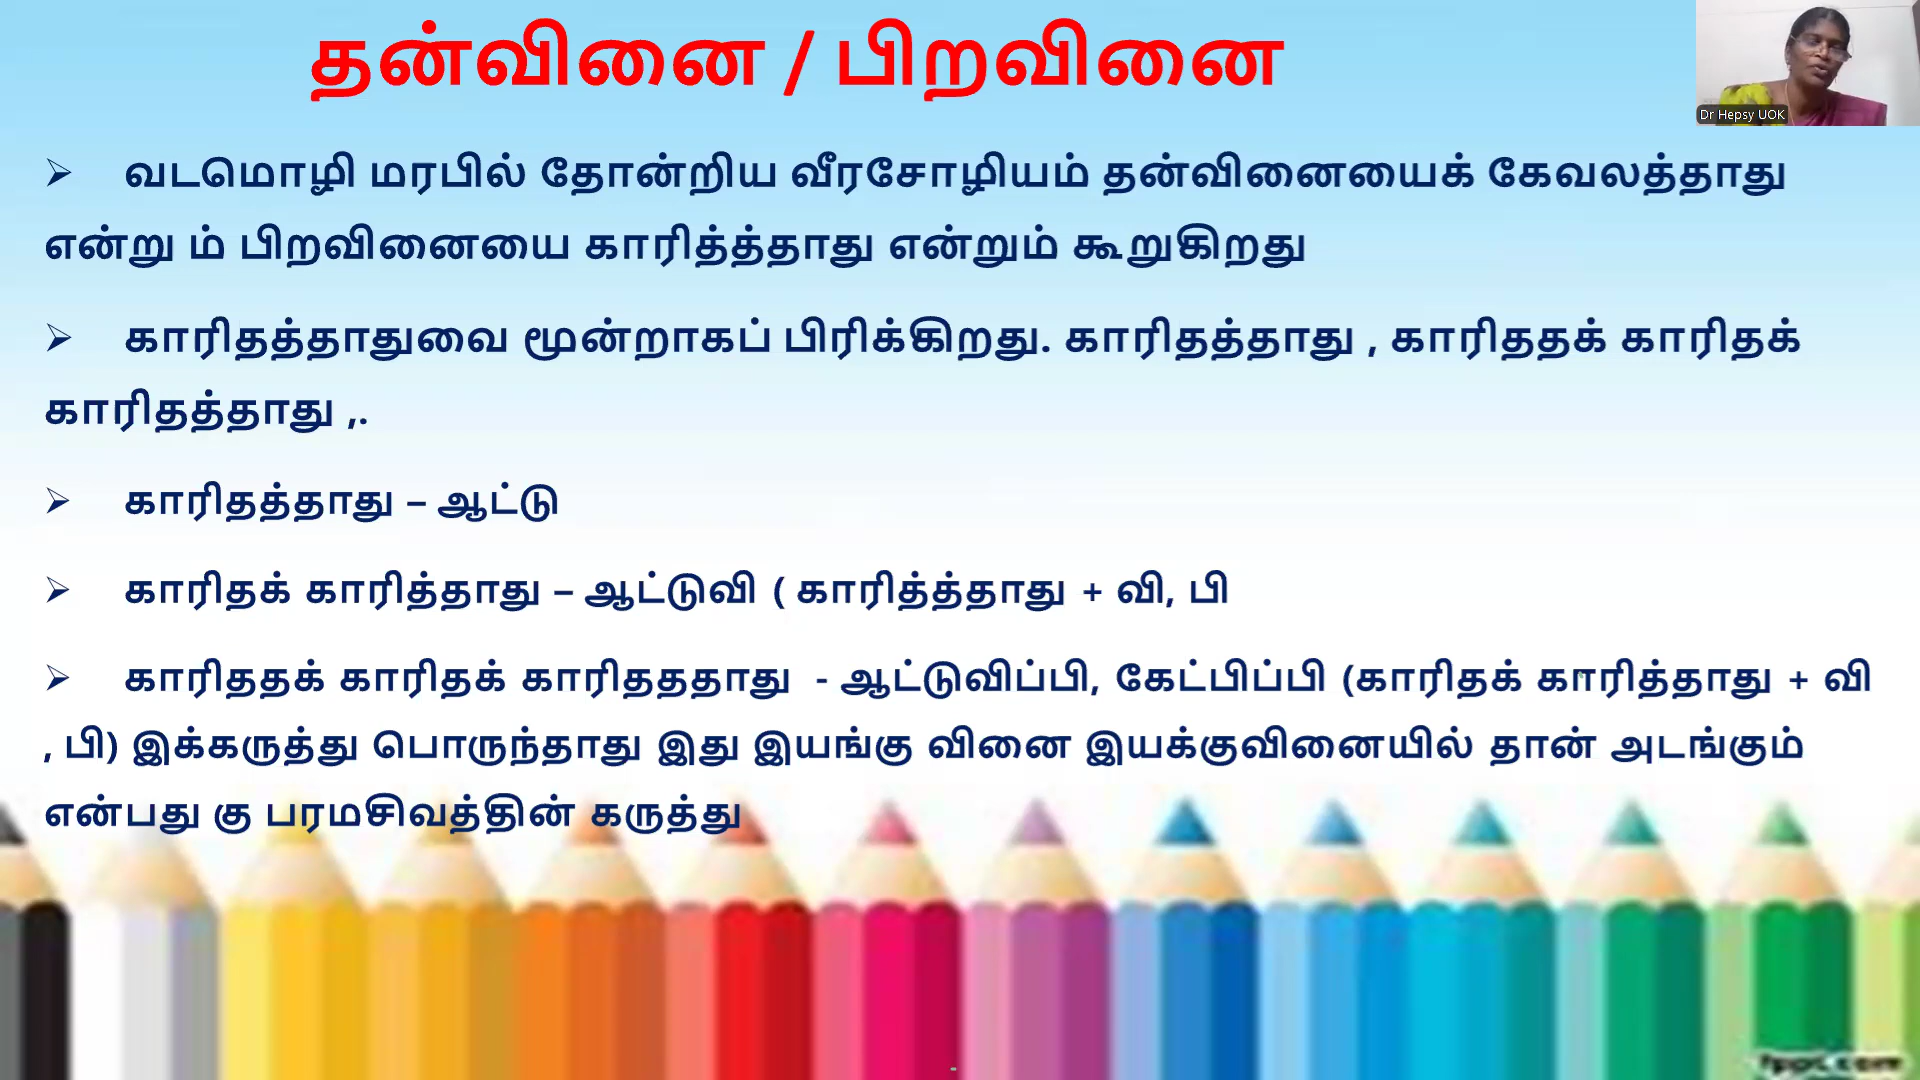 தன்வினை / பிறவினை
Dr Hepsy UOK
➢ வடமொழி மரபில் தோன்றிய வீரசோழியம் தன்வினையைக் கேவலத்தாது
என்று ம் பிறவினையை காரித்த்தாது என்றும் கூறுகிறது
➢ காரிதத்தாதுவை மூன்றாகப் பிரிக்கிறது. காரிதத்தாது , காரிததக் காரிதக்
காரிதத்தாது ,.
➢ காரிதத்தாது – ஆட்டு
➢ காரிதக் காரித்தாது – ஆட்டுவி ( காரித்த்தாது + வி, பி
➢ காரிததக் காரிதக் காரிதததாது - ஆட்டுவிப்பி, கேட்பிப்பி (காரிதக் காரித்தாது + வி
, பி) இக்கருத்து பொருந்தாது இது இயங்கு வினை இயக்குவினையில் தான் அடங்கும்
என்பது கு பரமசிவத்தின் கருத்து
fppt.com